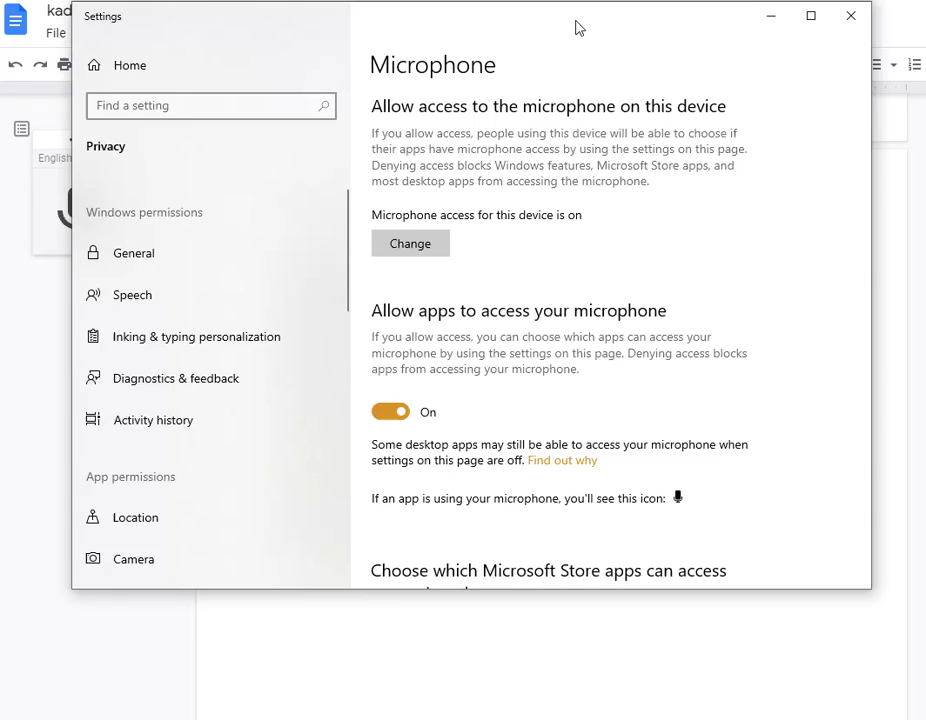 kad
File
English
Settings
Home
Find a setting
Privacy
Windows permissions
General
Speech
Inking & typing personalization
Diagnostics & feedback
Activity history
App permissions
Location
Camera
Microphone
Allow access to the microphone on this device
If you allow access, people using this device will be able to choose if
their apps have microphone access by using the settings on this page.
Denying access blocks Windows features, Microsoft Store apps, and
most desktop apps from accessing the microphone.
Microphone access for this device is on
Change
Allow apps to access your microphone
If you allow access, you can choose which apps can access your
microphone by using the settings on this page. Denying access blocks
apps from accessing your microphone.
On
Some desktop apps may still be able to access your microphone when
settings on this page are off. Find out why
If an app is using your microphone, you'll see this icon:
Choose which Microsoft Store apps can access